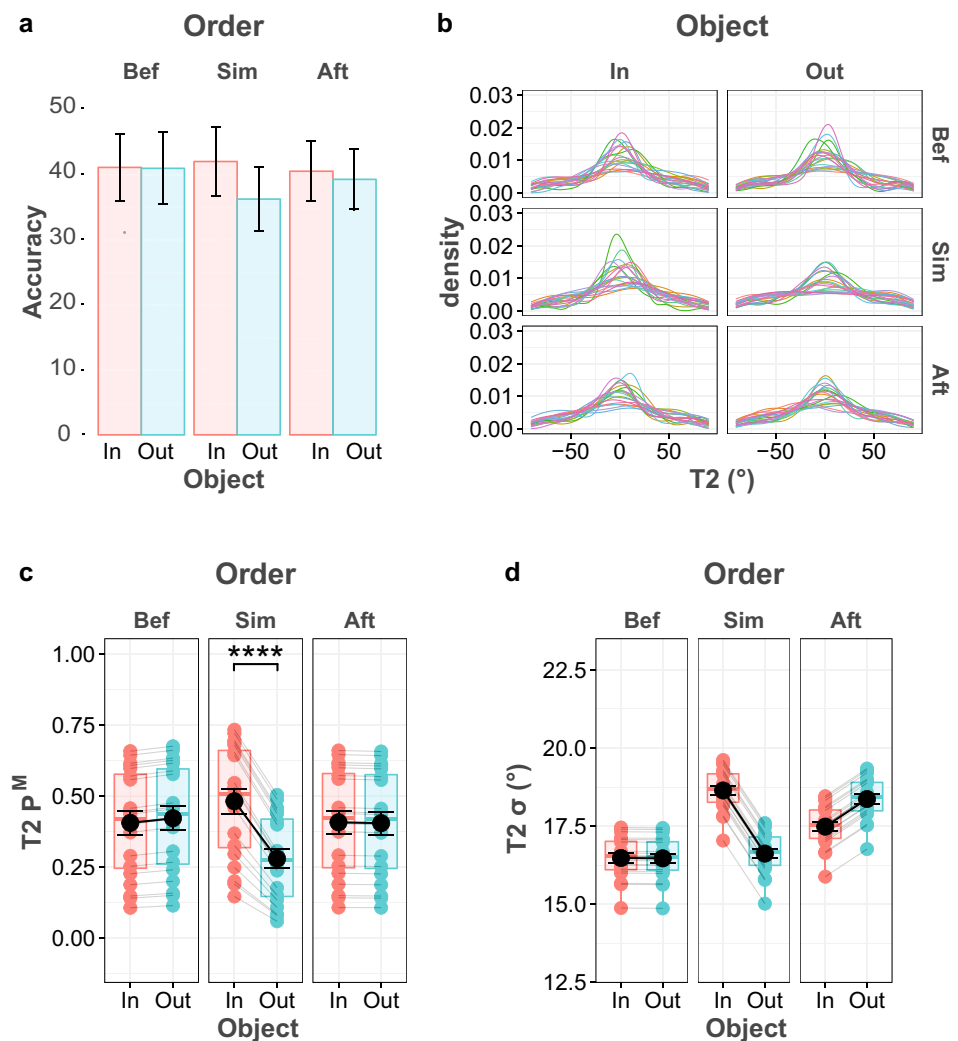 a
Order
Bef Sim Aft
50
40
30
20
10
0
Accuracy
In Out In Out In Out
Object
b
Object
In Out
0.03
0.02
0.01
0.00
Bef
0.03
0.02
0.01
0.00
Sim
0.03
0.02
0.01
0.00
Aft
density
−50 0 50 −50 0 50
T2 (°)
c
Order
Bef Sim Aft
****
1.00
0.75
0.50
0.25
0.00
T2 P^M
In Out In Out In Out
Object
d
Order
Bef Sim Aft
22.5
20.0
17.5
15.0
12.5
T2 σ (°)
In Out In Out In Out
Object